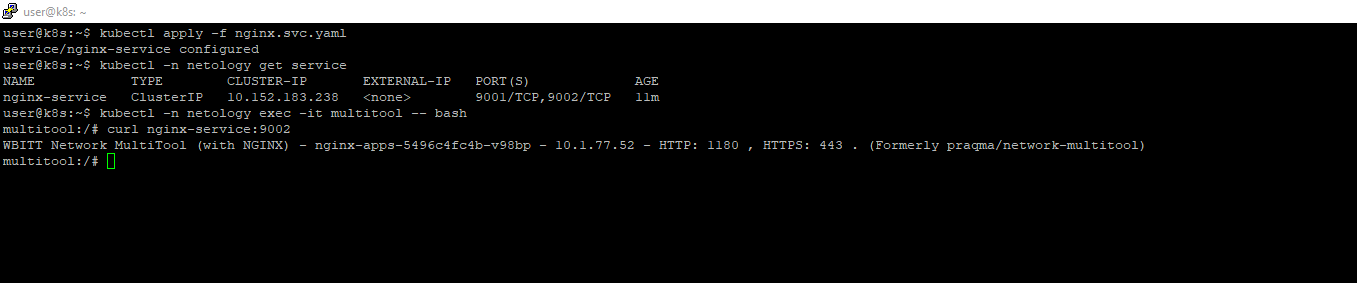 user@k8s: ~
user@k8s:~$ kubectl apply -f nginx.svc.yaml
service/nginx-service configured
user@k8s:~$ kubectl -n netology get service
NAME TYPE CLUSTER-IP EXTERNAL-IP PORT(S) AGE
nginx-service ClusterIP 10.152.183.238 <none> 9001/TCP,9002/TCP 11m
user@k8s:~$ kubectl -n netology exec -it multitool -- bash
multitool:/# curl nginx-service:9002
WBITT Network MultiTool (with NGINX) - nginx-apps-5496c4fc4b-v98bp - 10.1.77.52 - HTTP: 1180 , HTTPS: 443 . (Formerly praqma/network-multitool)
multitool:/#